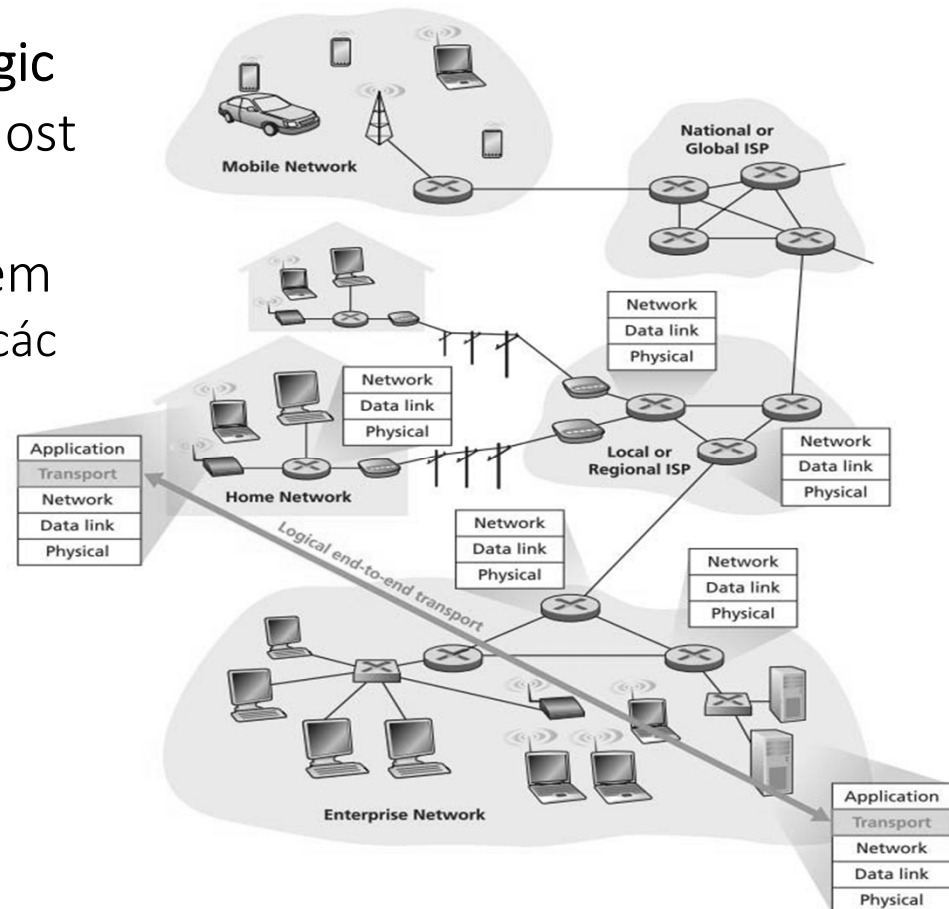 gic
ost
em
các
Mobile Network
National or
Global ISP
Network
Data link
Physical
Network
Data link
Physical
Application
Transport
Network
Data link
Physical
Home Network
Local or
Regional ISP
Network
Data link
Physical
Network
Data link
Physical
Logical end-to-end transport
Network
Data link
Physical
Enterprise Network
Application
Transport
Network
Data link
Physical